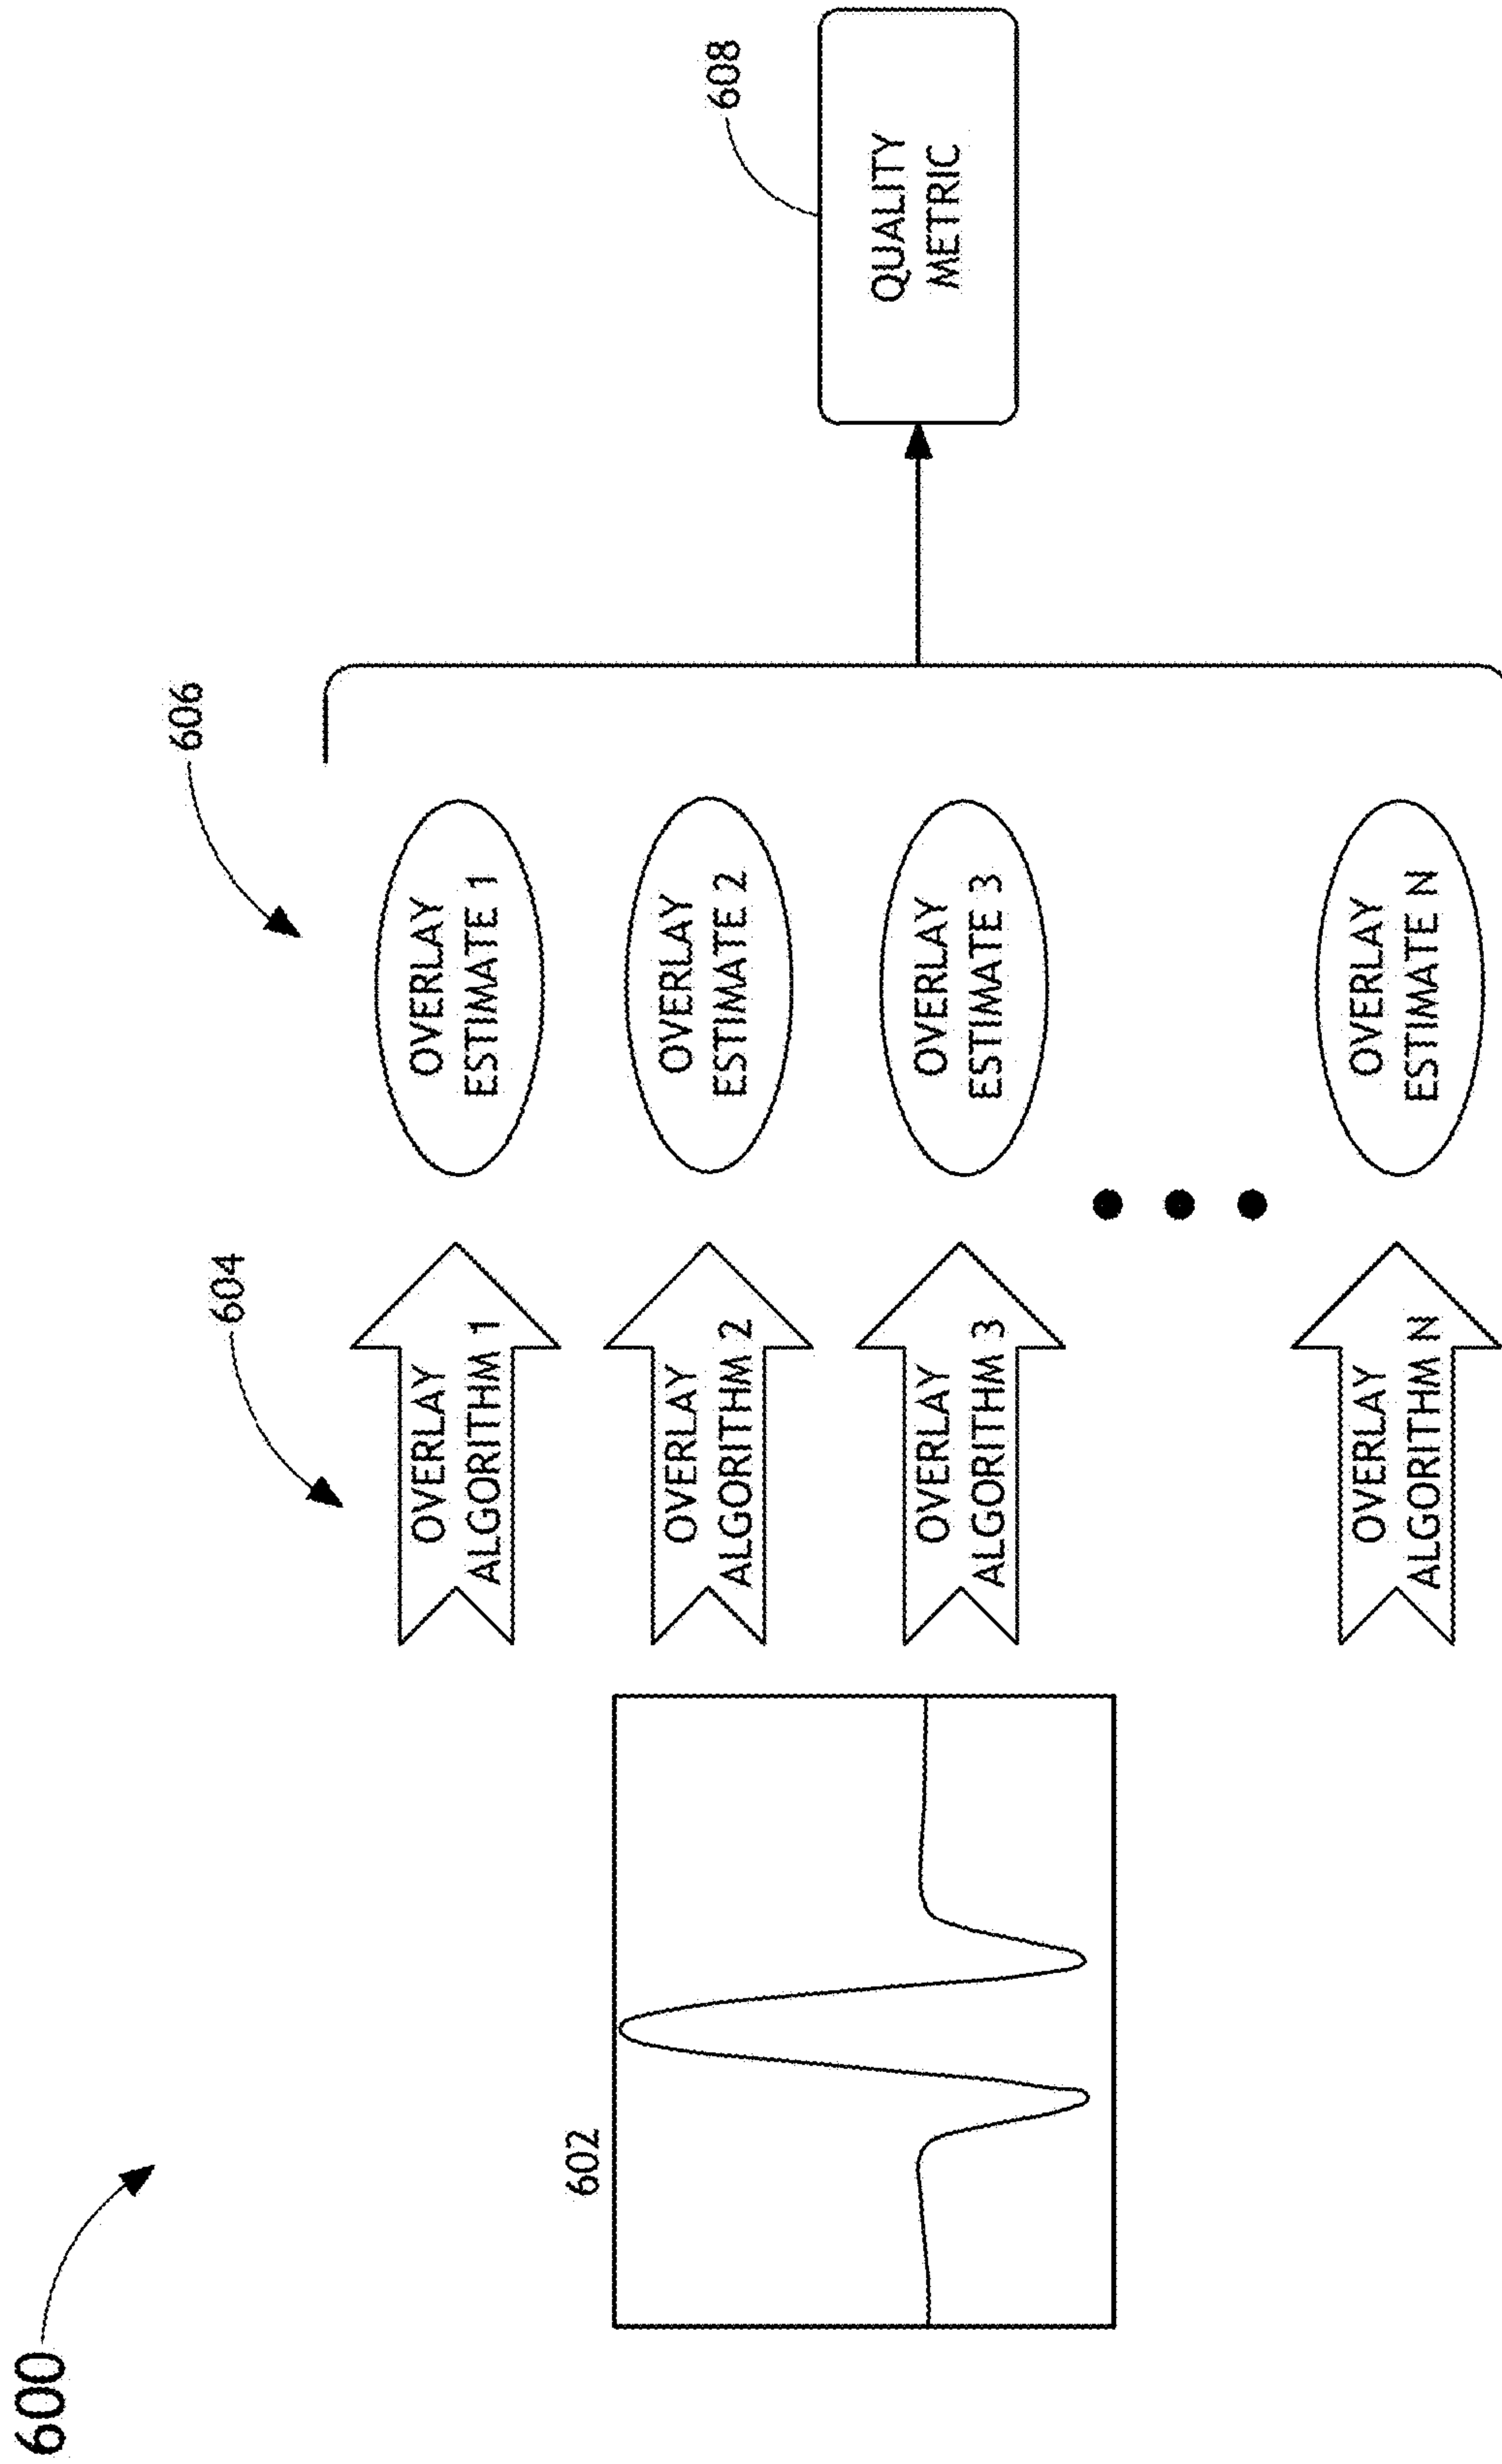 600
602
604
OVERLAY
ALGORITHM 1
OVERLAY
ALGORITHM 2
OVERLAY
ALGORITHM 3
OVERLAY
ALGORITHM N
606
OVERLAY
ESTIMATE 1
OVERLAY
ESTIMATE 2
OVERLAY
ESTIMATE 3
OVERLAY
ESTIMATE N
608
QUALITY
METRIC